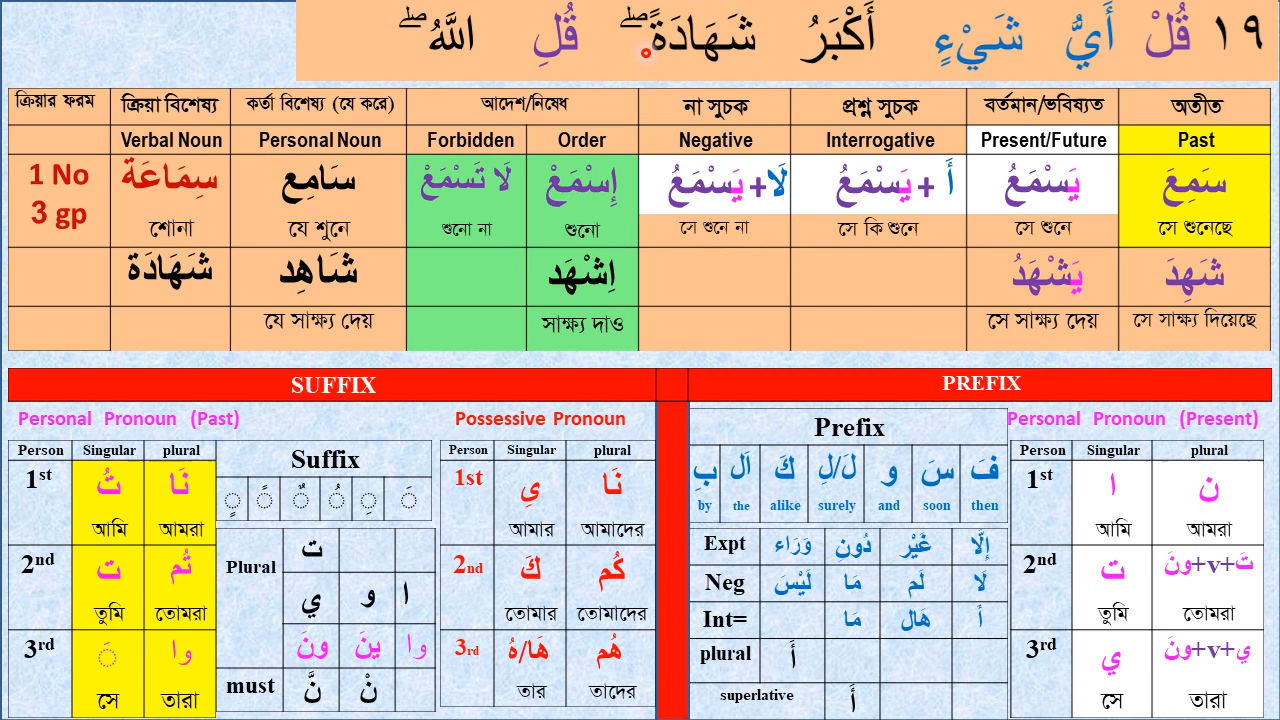 ١٩ قُلْ أَيُّ شَيْءٍ أَكْبَرُ شَهَادَةً ۖ قُلِ اللَّهُ ۖ
ক্রিয়ার ফরম ক্রিয়া বিশেষ্য কর্তা বিশেষ্য (যে করে) আদেশ/নিষেধ না সুচক প্রশ্ন সুচক বর্তমান/ভবিষ্যত অতীত
Verbal Noun Personal Noun Forbidden Order Negative Interrogative Present/Future Past
1 No 3 gp سِمَاعَة سَامِع لَا تَسْمَعْ إِسْمَعْ لَا+ يَسْمَعُ أَ + يَسْمَعُ يَسْمَعُ سَمِعَ
শোনা যে শুনে শুনো না শুনো সে শুনে না সে কি শুনে সে শুনে সে শুনেছে
شَهَادَة شَاهِد اِشْهَد يَشْهَدُ شَهِدَ
যে সাক্ষ্য দেয় সাক্ষ্য দাও সে সাক্ষ্য দেয় সে সাক্ষ্য দিয়েছে
SUFFIX PREFIX
Personal Pronoun (Past)
Person Singular plural
1st تُ نَا
আমি আমরা
2nd ت تُم
তুমি তোমরা
3rd َ وا
সে তারা
Suffix
ٍ ً ٌ ُ ِ َ
Plural ت
ي و ا
ونَ ينَ وا
must نَّ نْ
Possessive Pronoun
Person Singular plural
1st ي نَا
আমার আমাদের
2nd كَ كُم
তোমার তোমাদের
3rd هَا/هُ هُم
তার তাদের
Prefix
بِ اَل كَ لَ/لِ و سَ فَ
by the alike surely and soon then
Expt وَرَاء دُونِ غَيْر إِلَّا
Neg لَيْسَ مَا لَم لَا
Int= مَا هَال أَ
plural أَ
superlative أَ
Personal Pronoun (Present)
Person Singular plural
1st ا ن
আমি আমরা
2nd ت تَ+v+ونَ
তুমি তোমরা
3rd ي ي+v+ونَ
সে তারা